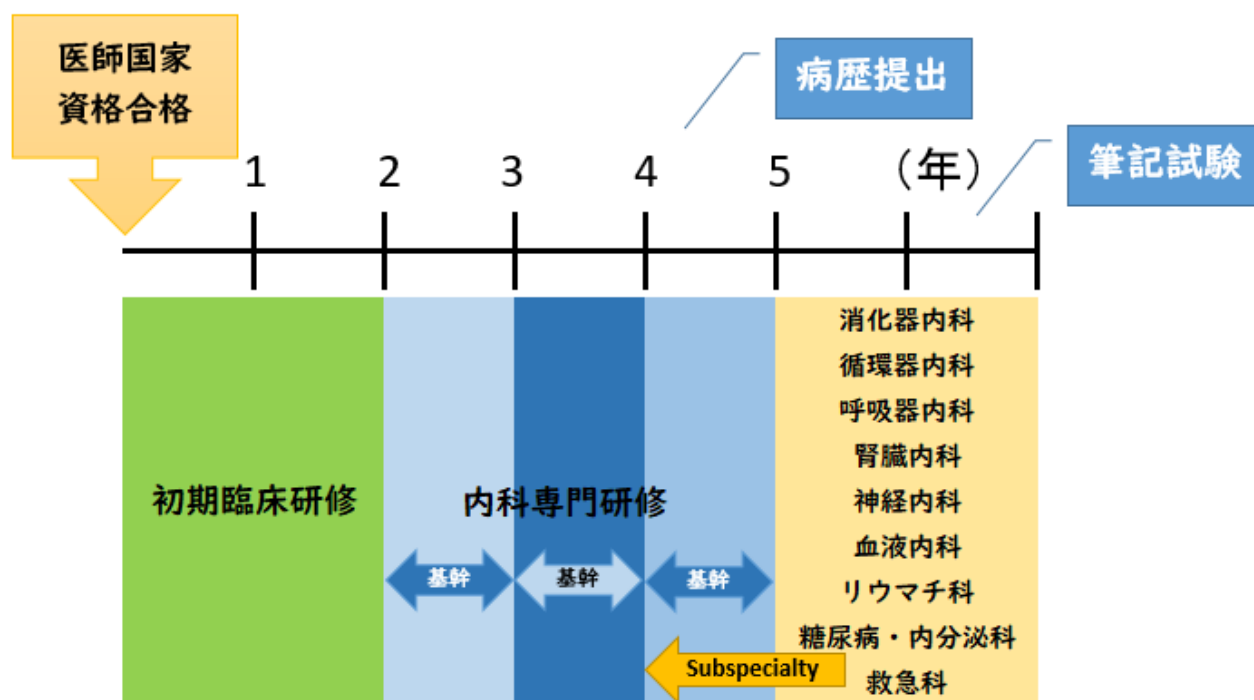 医師国家
資格合格
病歴提出
筆記試験
1
2
3
4
5
（年）
初期臨床研修
内科専門研修
基幹
基幹
基幹
Subspecialty
消化器内科
循環器内科
呼吸器内科
腎臓内科
神経内科
血液内科
リウマチ科
糖尿病・内分泌科
救急科